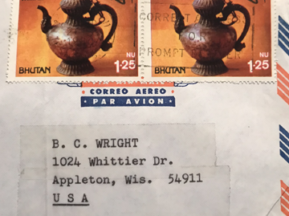 CORRECT
PROMPT
NU
1·25
BHUTAN
NU
1·25
BHUTAN
CORREO AEREO
PAR AVION
B. C. WRIGHT
1024 Whittier Dr.
Appleton, Wis. 54911
USA